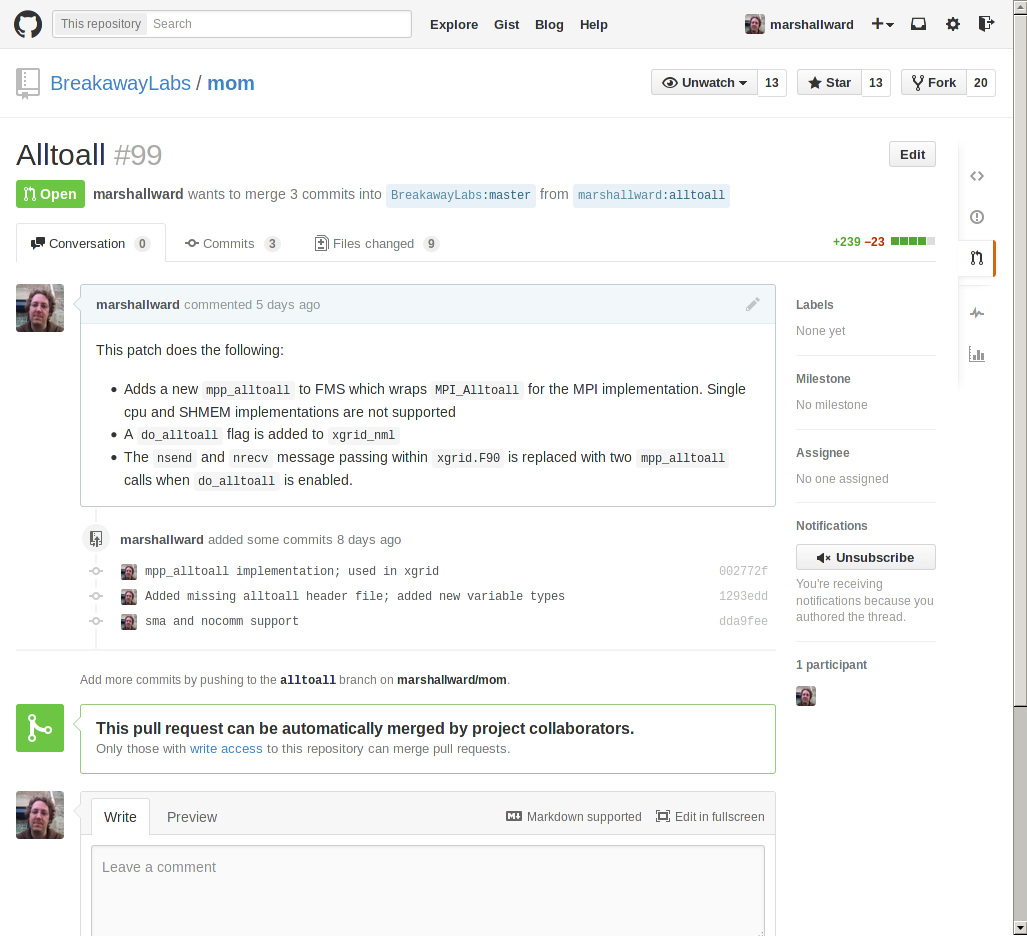 This repository Search Explore Gist Blog Help marshallward
BreakawayLabs / mom Unwatch 13 Star 13 Fork 20
Alltoall #99 Edit
Open marshallward wants to merge 3 commits into BreakawayLabs:master from marshallward:alltoall
Conversation 0 Commits 3 Files changed 9 +239 −23
marshallward commented 5 days ago
This patch does the following:
• Adds a new mpp_alltoall to FMS which wraps MPI_Alltoall for the MPI implementation. Single
cpu and SHMEM implementations are not supported
• A do_alltoall flag is added to xgrid_nml
• The nsend and nrecv message passing within xgrid.F90 is replaced with two mpp_alltoall
calls when do_alltoall is enabled.
marshallward added some commits 8 days ago
mpp_alltoall implementation; used in xgrid 002772f
Added missing alltoall header file; added new variable types 1293edd
sma and nocomm support dda9fee
Add more commits by pushing to the alltoall branch on marshallward/mom.
This pull request can be automatically merged by project collaborators.
Only those with write access to this repository can merge pull requests.
Write Preview Markdown supported Edit in fullscreen
Leave a comment
Labels
None yet
Milestone
No milestone
Assignee
No one assigned
Notifications
Unsubscribe
You're receiving
notifications because you
authored the thread.
1 participant